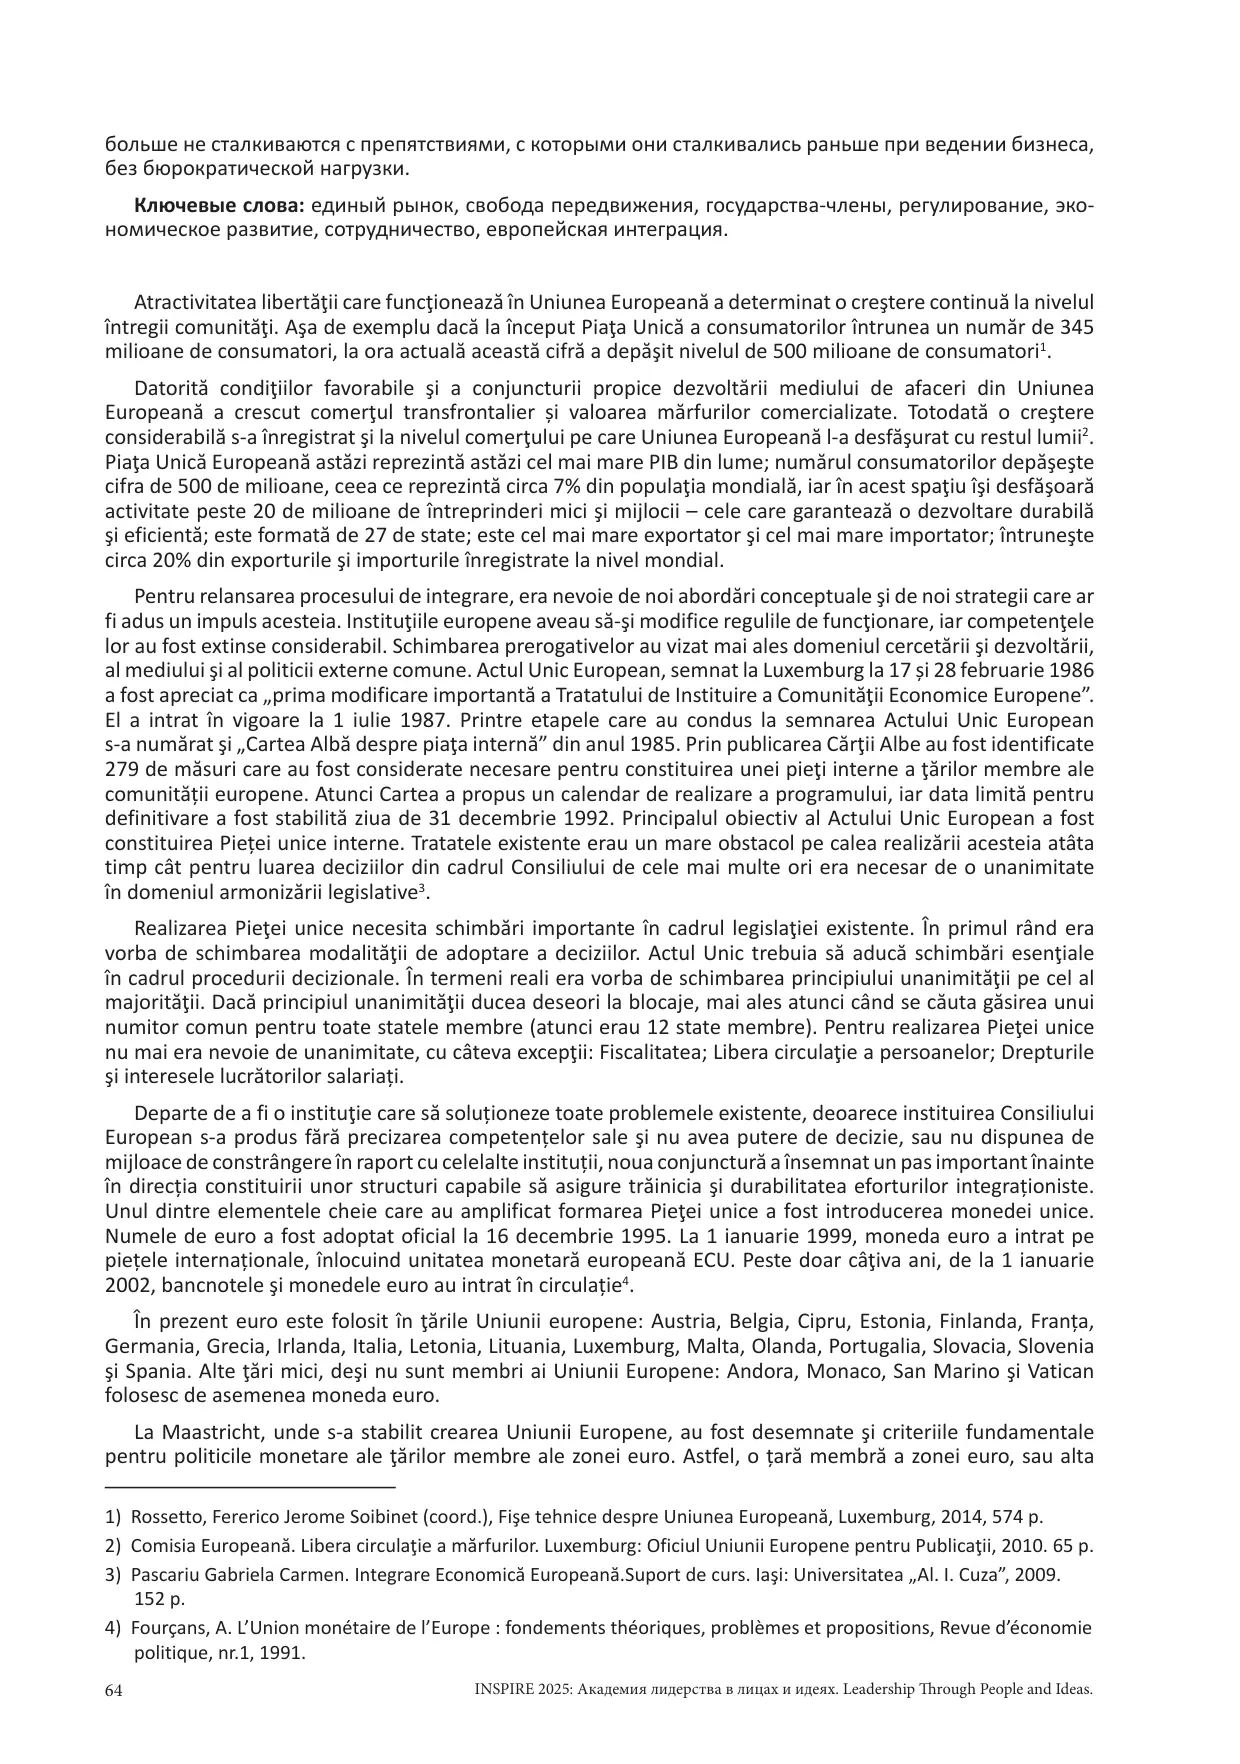 больше не сталкиваются с препятствиями, с которыми они сталкивались раньше при ведении бизнеса,
без бюрократической нагрузки.
Ключевые слова: единый рынок, свобода передвижения, государства-члены, регулирование, эко-
номическое развитие, сотрудничество, европейская интеграция.
Atractivitatea libertăţii care funcţionează în Uniunea Europeană a determinat o creştere continuă la nivelul
întregii comunităţi. Aşa de exemplu dacă la început Piaţa Unică a consumatorilor întrunea un număr de 345
milioane de consumatori, la ora actuală această cifră a depăşit nivelul de 500 milioane de consumatori¹.
Datorită condiţiilor favorabile şi a conjuncturii propice dezvoltării mediului de afaceri din Uniunea
Europeană a crescut comerţul transfrontalier și valoarea mărfurilor comercializate. Totodată o creştere
considerabilă s-a înregistrat şi la nivelul comerţului pe care Uniunea Europeană l-a desfăşurat cu restul lumii².
Piaţa Unică Europeană astăzi reprezintă astăzi cel mai mare PIB din lume; numărul consumatorilor depăşeşte
cifra de 500 de milioane, ceea ce reprezintă circa 7% din populaţia mondială, iar în acest spaţiu îşi desfăşoară
activitate peste 20 de milioane de întreprinderi mici şi mijlocii – cele care garantează o dezvoltare durabilă
şi eficientă; este formată de 27 de state; este cel mai mare exportator şi cel mai mare importator; întruneşte
circa 20% din exporturile şi importurile înregistrate la nivel mondial.
Pentru relansarea procesului de integrare, era nevoie de noi abordări conceptuale şi de noi strategii care ar
fi adus un impuls acesteia. Instituţiile europene aveau să-şi modifice regulile de funcţionare, iar competenţele
lor au fost extinse considerabil. Schimbarea prerogativelor au vizat mai ales domeniul cercetării şi dezvoltării,
al mediului şi al politicii externe comune. Actul Unic European, semnat la Luxemburg la 17 și 28 februarie 1986
a fost apreciat ca „prima modificare importantă a Tratatului de Instituire a Comunităţii Economice Europene”.
El a intrat în vigoare la 1 iulie 1987. Printre etapele care au condus la semnarea Actului Unic European
s-a numărat şi „Cartea Albă despre piaţa internă” din anul 1985. Prin publicarea Cărţii Albe au fost identificate
279 de măsuri care au fost considerate necesare pentru constituirea unei pieţi interne a ţărilor membre ale
comunității europene. Atunci Cartea a propus un calendar de realizare a programului, iar data limită pentru
definitivare a fost stabilită ziua de 31 decembrie 1992. Principalul obiectiv al Actului Unic European a fost
constituirea Pieței unice interne. Tratatele existente erau un mare obstacol pe calea realizării acesteia atâta
timp cât pentru luarea deciziilor din cadrul Consiliului de cele mai multe ori era necesar de o unanimitate
în domeniul armonizării legislative³.
Realizarea Pieţei unice necesita schimbări importante în cadrul legislaţiei existente. În primul rând era
vorba de schimbarea modalităţii de adoptare a deciziilor. Actul Unic trebuia să aducă schimbări esenţiale
în cadrul procedurii decizionale. În termeni reali era vorba de schimbarea principiului unanimităţii pe cel al
majorităţii. Dacă principiul unanimităţii ducea deseori la blocaje, mai ales atunci când se căuta găsirea unui
numitor comun pentru toate statele membre (atunci erau 12 state membre). Pentru realizarea Pieţei unice
nu mai era nevoie de unanimitate, cu câteva excepţii: Fiscalitatea; Libera circulaţie a persoanelor; Drepturile
şi interesele lucrătorilor salariați.
Departe de a fi o instituţie care să soluționeze toate problemele existente, deoarece instituirea Consiliului
European s-a produs fără precizarea competențelor sale şi nu avea putere de decizie, sau nu dispunea de
mijloace de constrângere în raport cu celelalte instituții, noua conjunctură a însemnat un pas important înainte
în direcția constituirii unor structuri capabile să asigure trăinicia şi durabilitatea eforturilor integraționiste.
Unul dintre elementele cheie care au amplificat formarea Pieţei unice a fost introducerea monedei unice.
Numele de euro a fost adoptat oficial la 16 decembrie 1995. La 1 ianuarie 1999, moneda euro a intrat pe
piețele internaționale, înlocuind unitatea monetară europeană ECU. Peste doar câţiva ani, de la 1 ianuarie
2002, bancnotele şi monedele euro au intrat în circulație⁴.
În prezent euro este folosit în ţările Uniunii europene: Austria, Belgia, Cipru, Estonia, Finlanda, Franța,
Germania, Grecia, Irlanda, Italia, Letonia, Lituania, Luxemburg, Malta, Olanda, Portugalia, Slovacia, Slovenia
şi Spania. Alte ţări mici, deşi nu sunt membri ai Uniunii Europene: Andora, Monaco, San Marino şi Vatican
folosesc de asemenea moneda euro.
La Maastricht, unde s-a stabilit crearea Uniunii Europene, au fost desemnate şi criteriile fundamentale
pentru politicile monetare ale ţărilor membre ale zonei euro. Astfel, o țară membră a zonei euro, sau alta
1) Rossetto, Fererico Jerome Soibinet (coord.), Fişe tehnice despre Uniunea Europeană, Luxemburg, 2014, 574 p.
2) Comisia Europeană. Libera circulaţie a mărfurilor. Luxemburg: Oficiul Uniunii Europene pentru Publicaţii, 2010. 65 p.
3) Pascariu Gabriela Carmen. Integrare Economică Europeană.Suport de curs. Iaşi: Universitatea „Al. I. Cuza”, 2009.
152 p.
4) Fourçans, A. L’Union monétaire de l’Europe : fondements théoriques, problèmes et propositions, Revue d’économie
politique, nr.1, 1991.
64
INSPIRE 2025: Академия лидерства в лицах и идеях. Leadership Through People and Ideas.